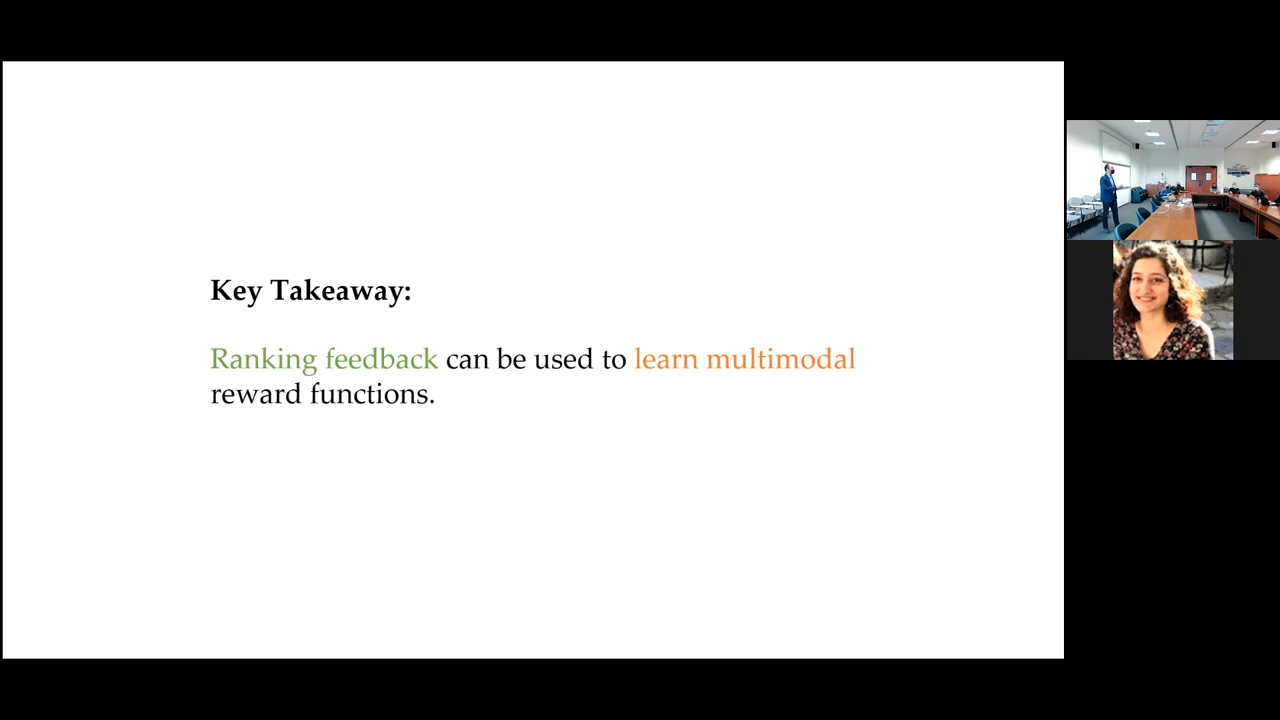 Key Takeaway:
Ranking feedback can be used to learn multimodal
reward functions.